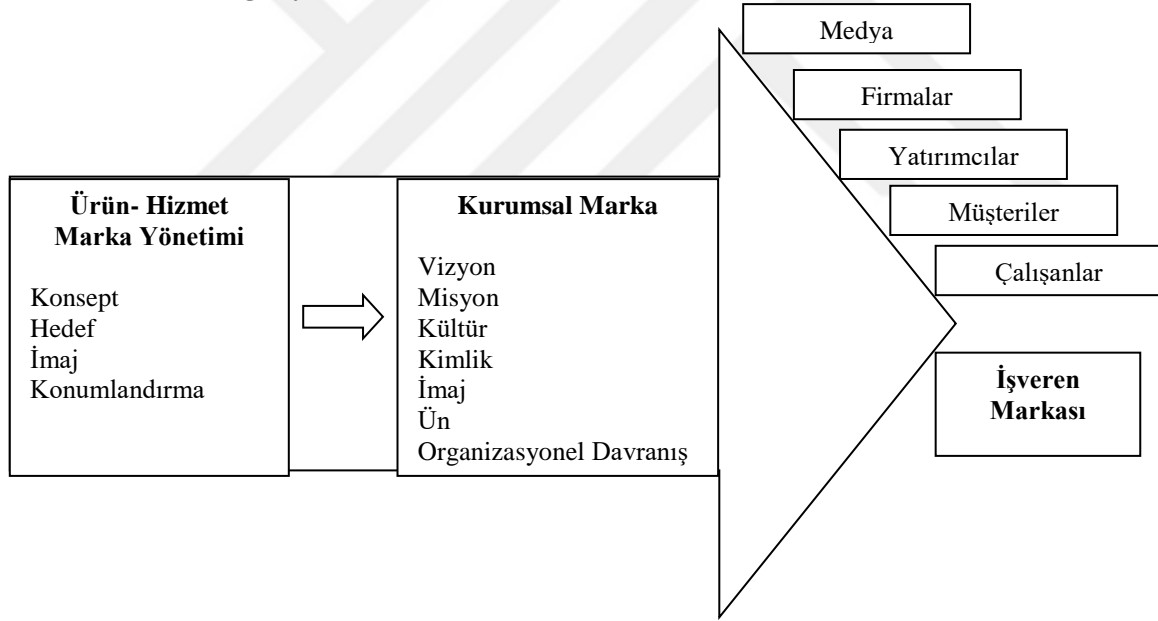 Medya
Firmalar
Yatırımcılar
Müşteriler
Çalışanlar
Ürün- Hizmet
Marka Yönetimi
Konsept
Hedef
İmaj
Konumlandırma
Kurumsal Marka
Vizyon
Misyon
Kültür
Kimlik
İmaj
Ün
Organizasyonel Davranış
İşveren
Markası